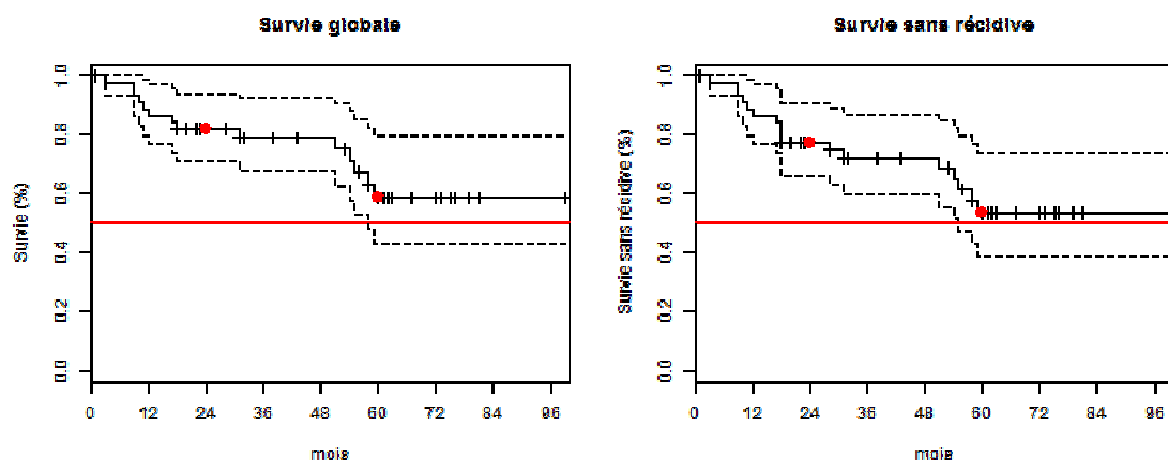 Survie globale
Survie (%)
1.0
0.8
0.6
0.4
0.2
0.0
0 12 24 36 48 60 72 84 96
mois
Survie sans récidive
Survie sans récidive (%)
1.0
0.8
0.6
0.4
0.2
0.0
0 12 24 36 48 60 72 84 96
mois